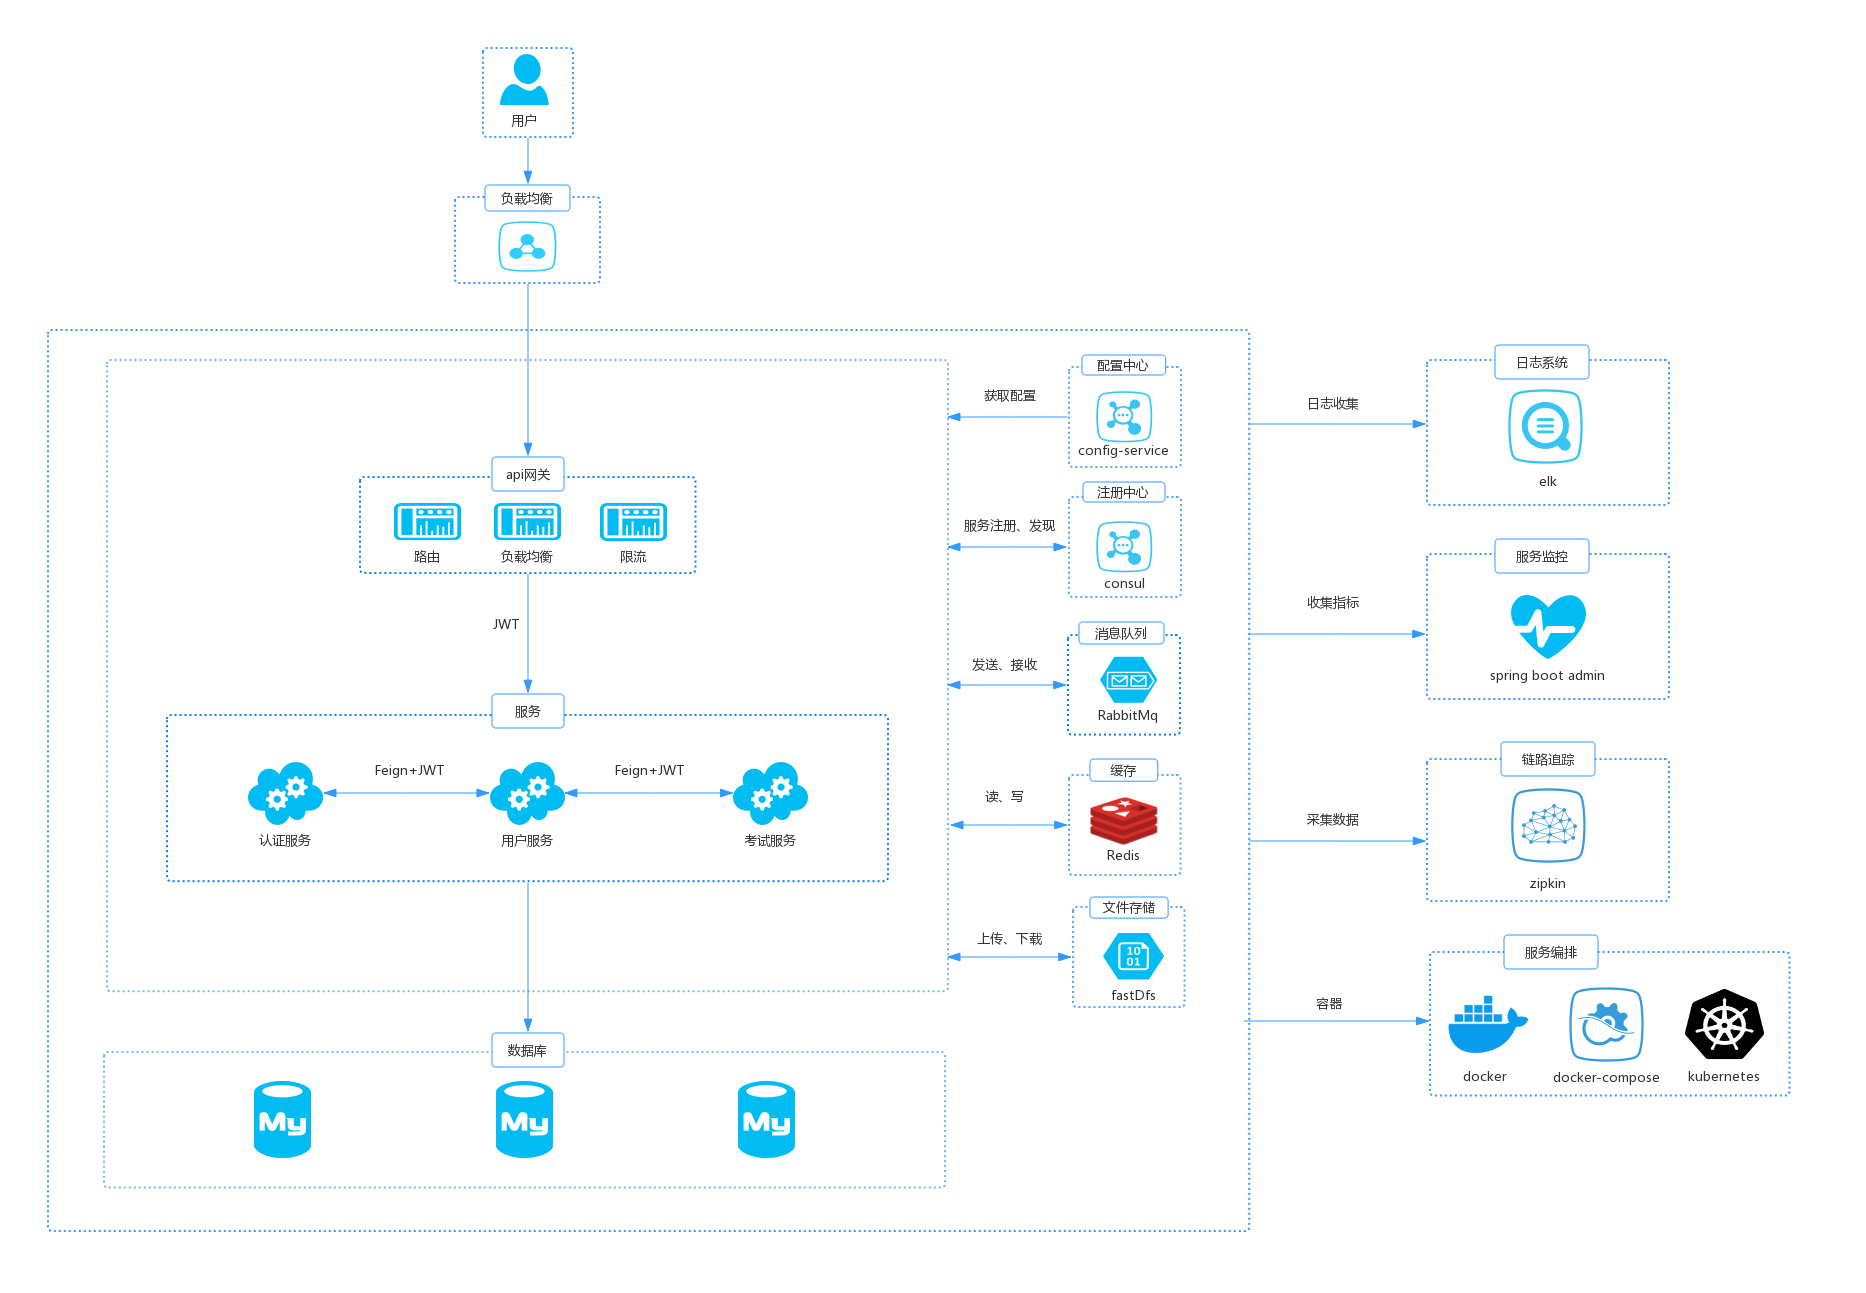 用户
负载均衡
api网关
路由
负载均衡
限流
JWT
服务
Feign+JWT
Feign+JWT
认证服务
用户服务
考试服务
数据库
My
My
My
获取配置
配置中心
config-service
服务注册、发现
注册中心
consul
发送、接收
消息队列
RabbitMq
读、写
缓存
Redis
上传、下载
文件存储
10
01
fastDfs
日志收集
日志系统
elk
收集指标
服务监控
spring boot admin
采集数据
链路追踪
zipkin
容器
服务编排
docker
docker-compose
kubernetes